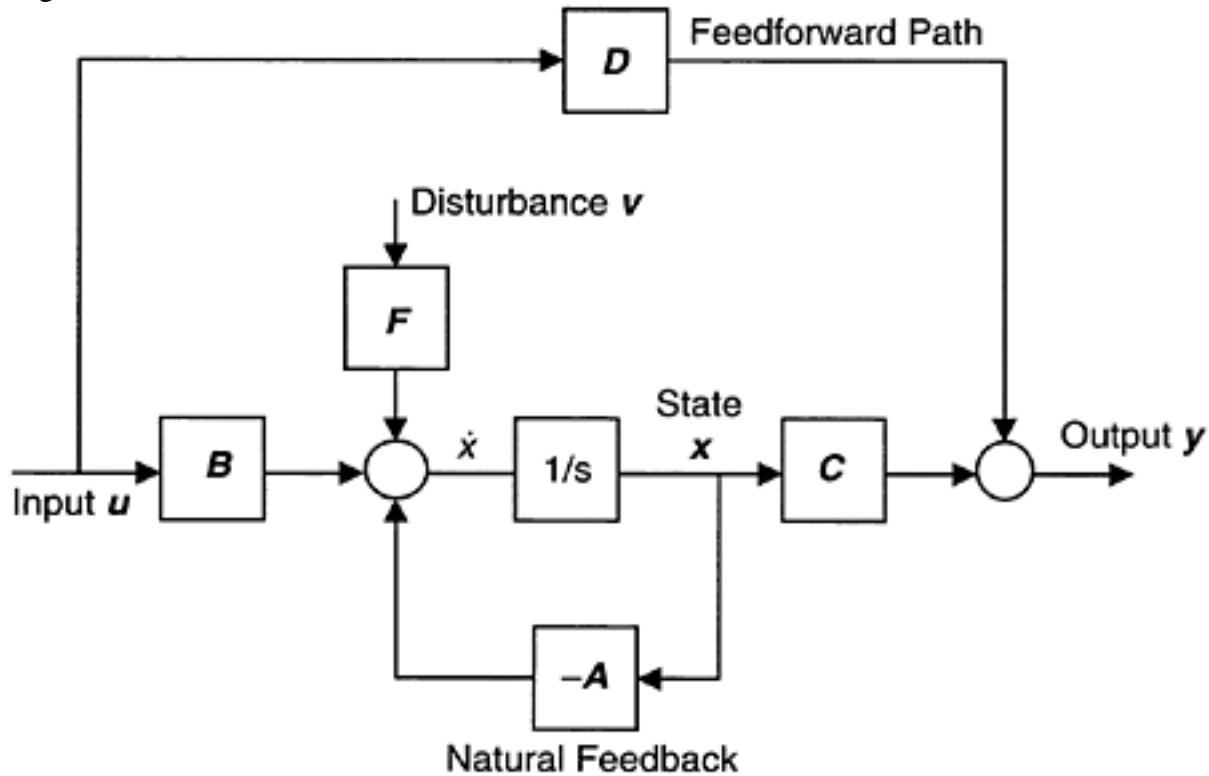 Feedforward Path
D
Disturbance v
F
State
ẋ
x
Output y
B
1/s
C
Input u
–A
Natural Feedback